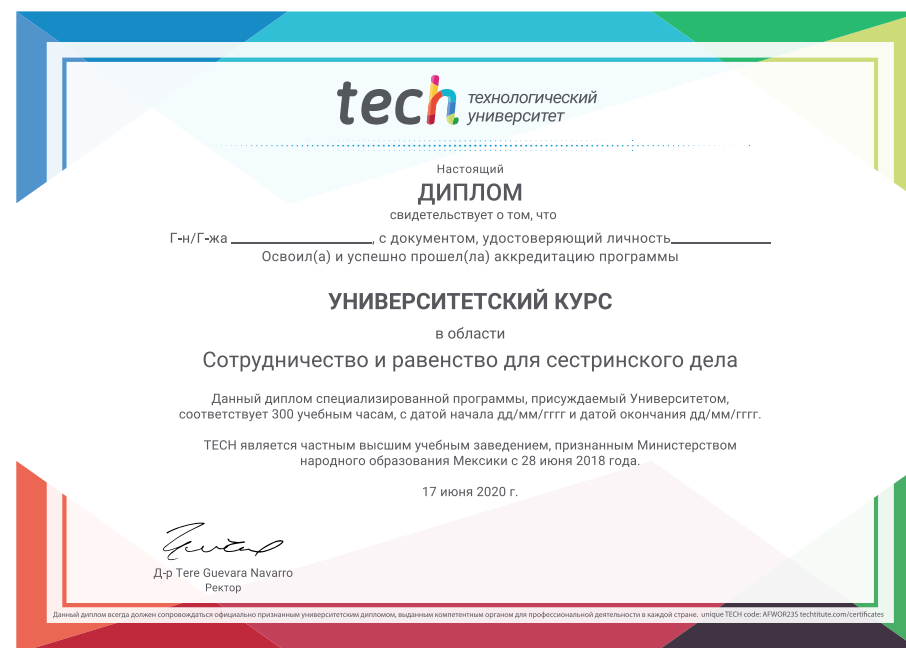 tech технологический
университет
Настоящий
ДИПЛОМ
свидетельствует о том, что
Г-н/Г-жа ____________, с документом, удостоверяющий личность____________
Освоил(а) и успешно прошел(ла) аккредитацию программы
УНИВЕРСИТЕТСКИЙ КУРС
в области
Сотрудничество и равенство для сестринского дела
Данный диплом специализированной программы, присуждаемый Университетом,
соответствует 300 учебным часам, с датой начала дд/мм/гггг и датой окончания дд/мм/гггг.
TECH является частным высшим учебным заведением, признанным Министерством
народного образования Мексики с 28 июня 2018 года.
17 июня 2020 г.
Д-р Tere Guevara Navarro
Ректор
Данный диплом всегда должен сопровождаться официально признанным университетским дипломом, выданным компетентным органом для профессиональной деятельности в каждой стране. unique TECH code: AFWOR23S techtitute.com/certificates